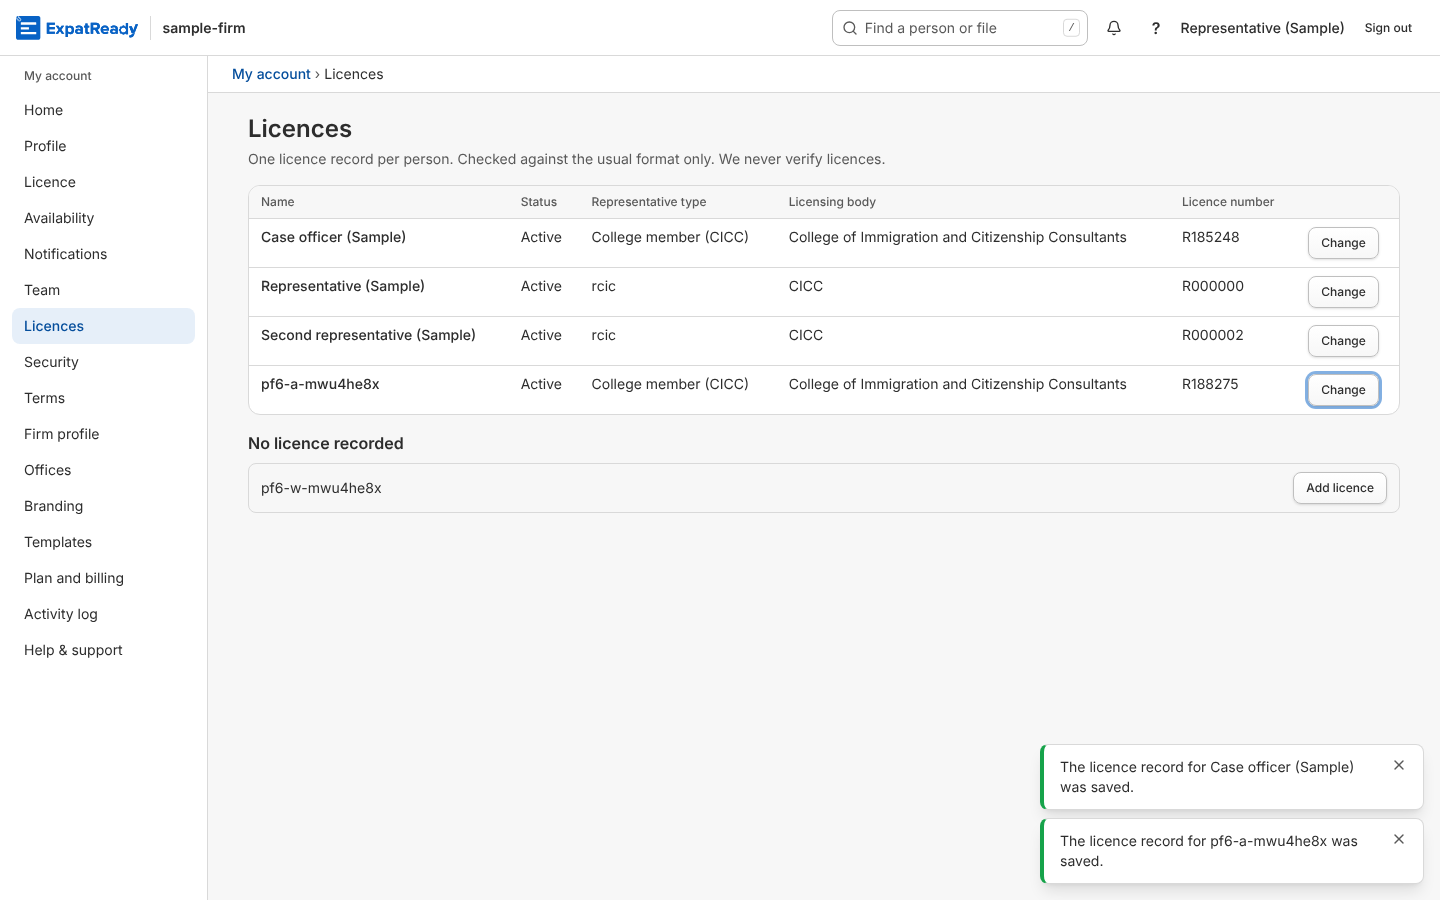 ExpatReady
sample-firm
Find a person or file
/
?
Representative (Sample)
Sign out
My account
Home
Profile
Licence
Availability
Notifications
Team
Licences
Security
Terms
Firm profile
Offices
Branding
Templates
Plan and billing
Activity log
Help & support
My account › Licences
Licences
One licence record per person. Checked against the usual format only. We never verify licences.
Name Status Representative type Licensing body Licence number
Case officer (Sample) Active College member (CICC) College of Immigration and Citizenship Consultants R185248 Change
Representative (Sample) Active rcic CICC R000000 Change
Second representative (Sample) Active rcic CICC R000002 Change
pf6-a-mwu4he8x Active College member (CICC) College of Immigration and Citizenship Consultants R188275 Change
No licence recorded
pf6-w-mwu4he8x Add licence
The licence record for Case officer (Sample)
was saved.
The licence record for pf6-a-mwu4he8x was
saved.